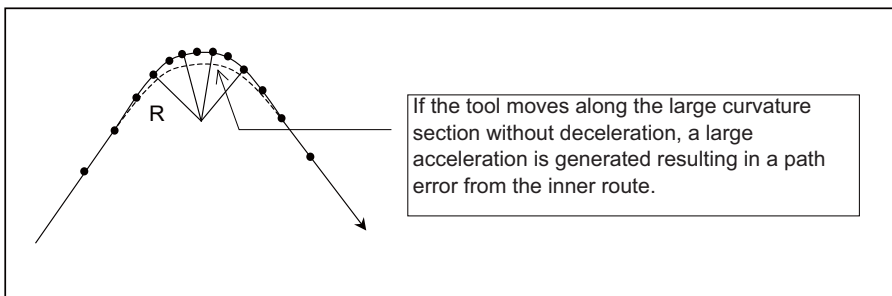 R
If the tool moves along the large curvature
section without deceleration, a large
acceleration is generated resulting in a path
error from the inner route.